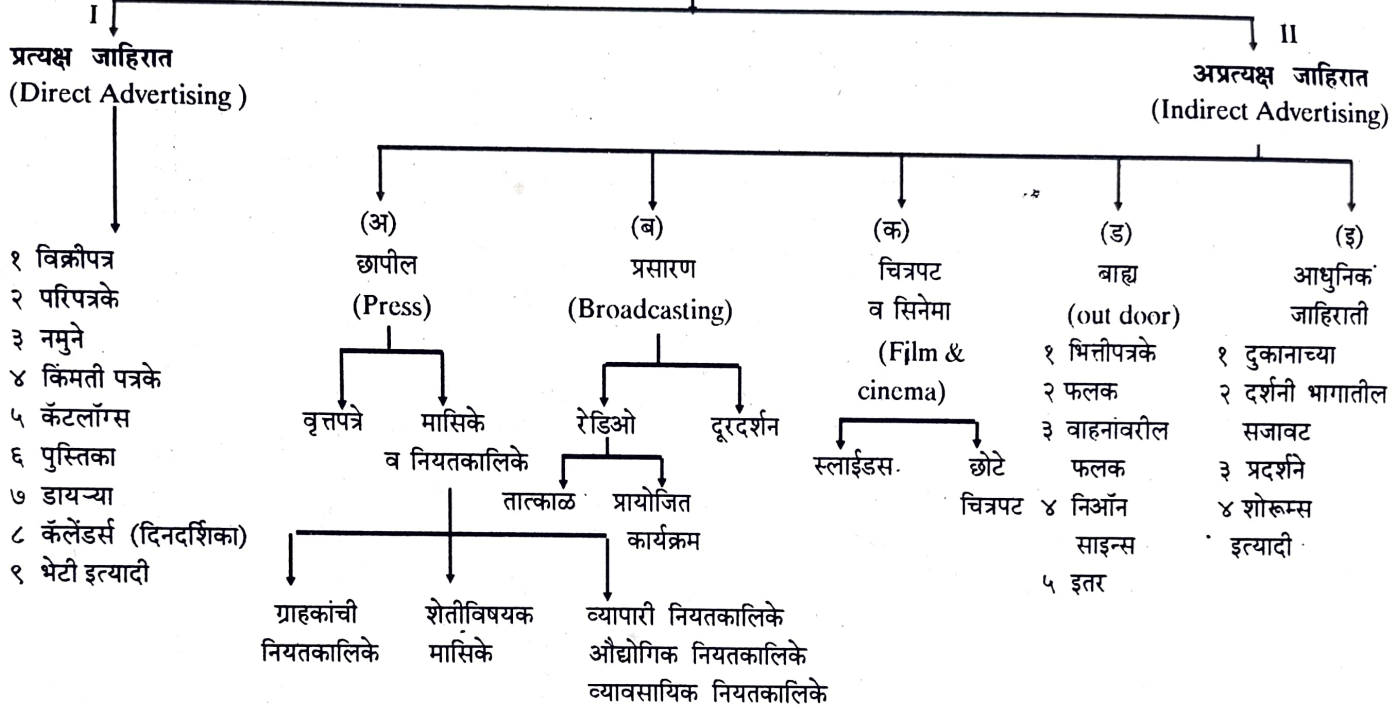 I
प्रत्यक्ष जाहिरात
(Direct Advertising )
१ विक्रीपत्र
२ परिपत्रके
३ नमुने
४ किंमती पत्रके
५ कॅटलॉग्स
६ पुस्तिका
७ डायऱ्या
८ कॅलेंडर्स (दिनदर्शिका)
९ भेटी इत्यादी
II
अप्रत्यक्ष जाहिरात
(Indirect Advertising)
(अ)
छापील
(Press)
वृत्तपत्रे
मासिके
व नियतकालिके
ग्राहकांची
नियतकालिके
शेतीविषयक
मासिके
व्यापारी नियतकालिके
औद्योगिक नियतकालिके
व्यावसायिक नियतकालिके
(ब)
प्रसारण
(Broadcasting)
रेडिओ
तात्काळ
प्रायोजित
कार्यक्रम
दूरदर्शन
(क)
चित्रपट
व सिनेमा
(Film &
cinema)
स्लाईडस
छोटे
चित्रपट
(ड)
बाह्य
(out door)
१ भित्तीपत्रके
२ फलक
३ वाहनांवरील
फलक
४ निऑन
साइन्स
५ इतर
(इ)
आधुनिक
जाहिराती
१ दुकानाच्या
२ दर्शनी भागातील
सजावट
३ प्रदर्शने
४ शोरूम्स
इत्यादी